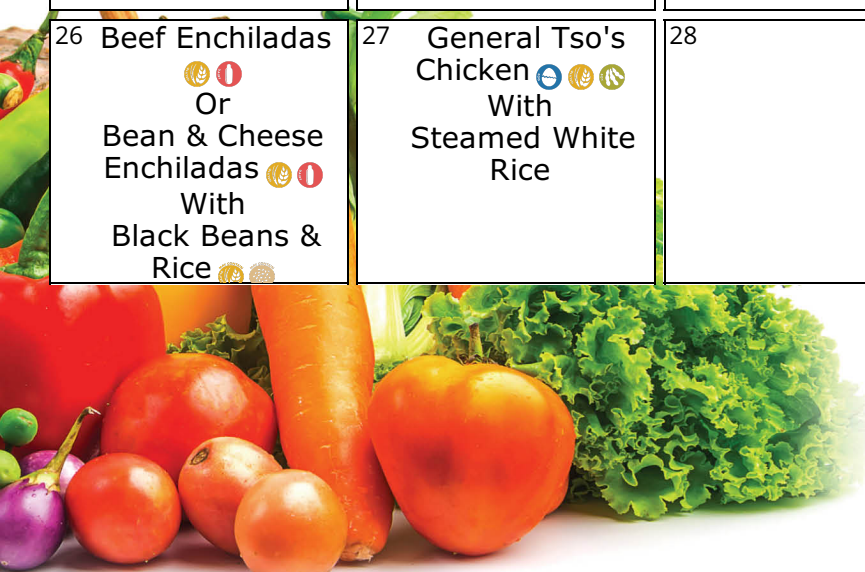 26 Beef Enchiladas
Or
Bean & Cheese
Enchiladas
With
Black Beans &
Rice
27 General Tso's
Chicken
With
Steamed White
Rice
28